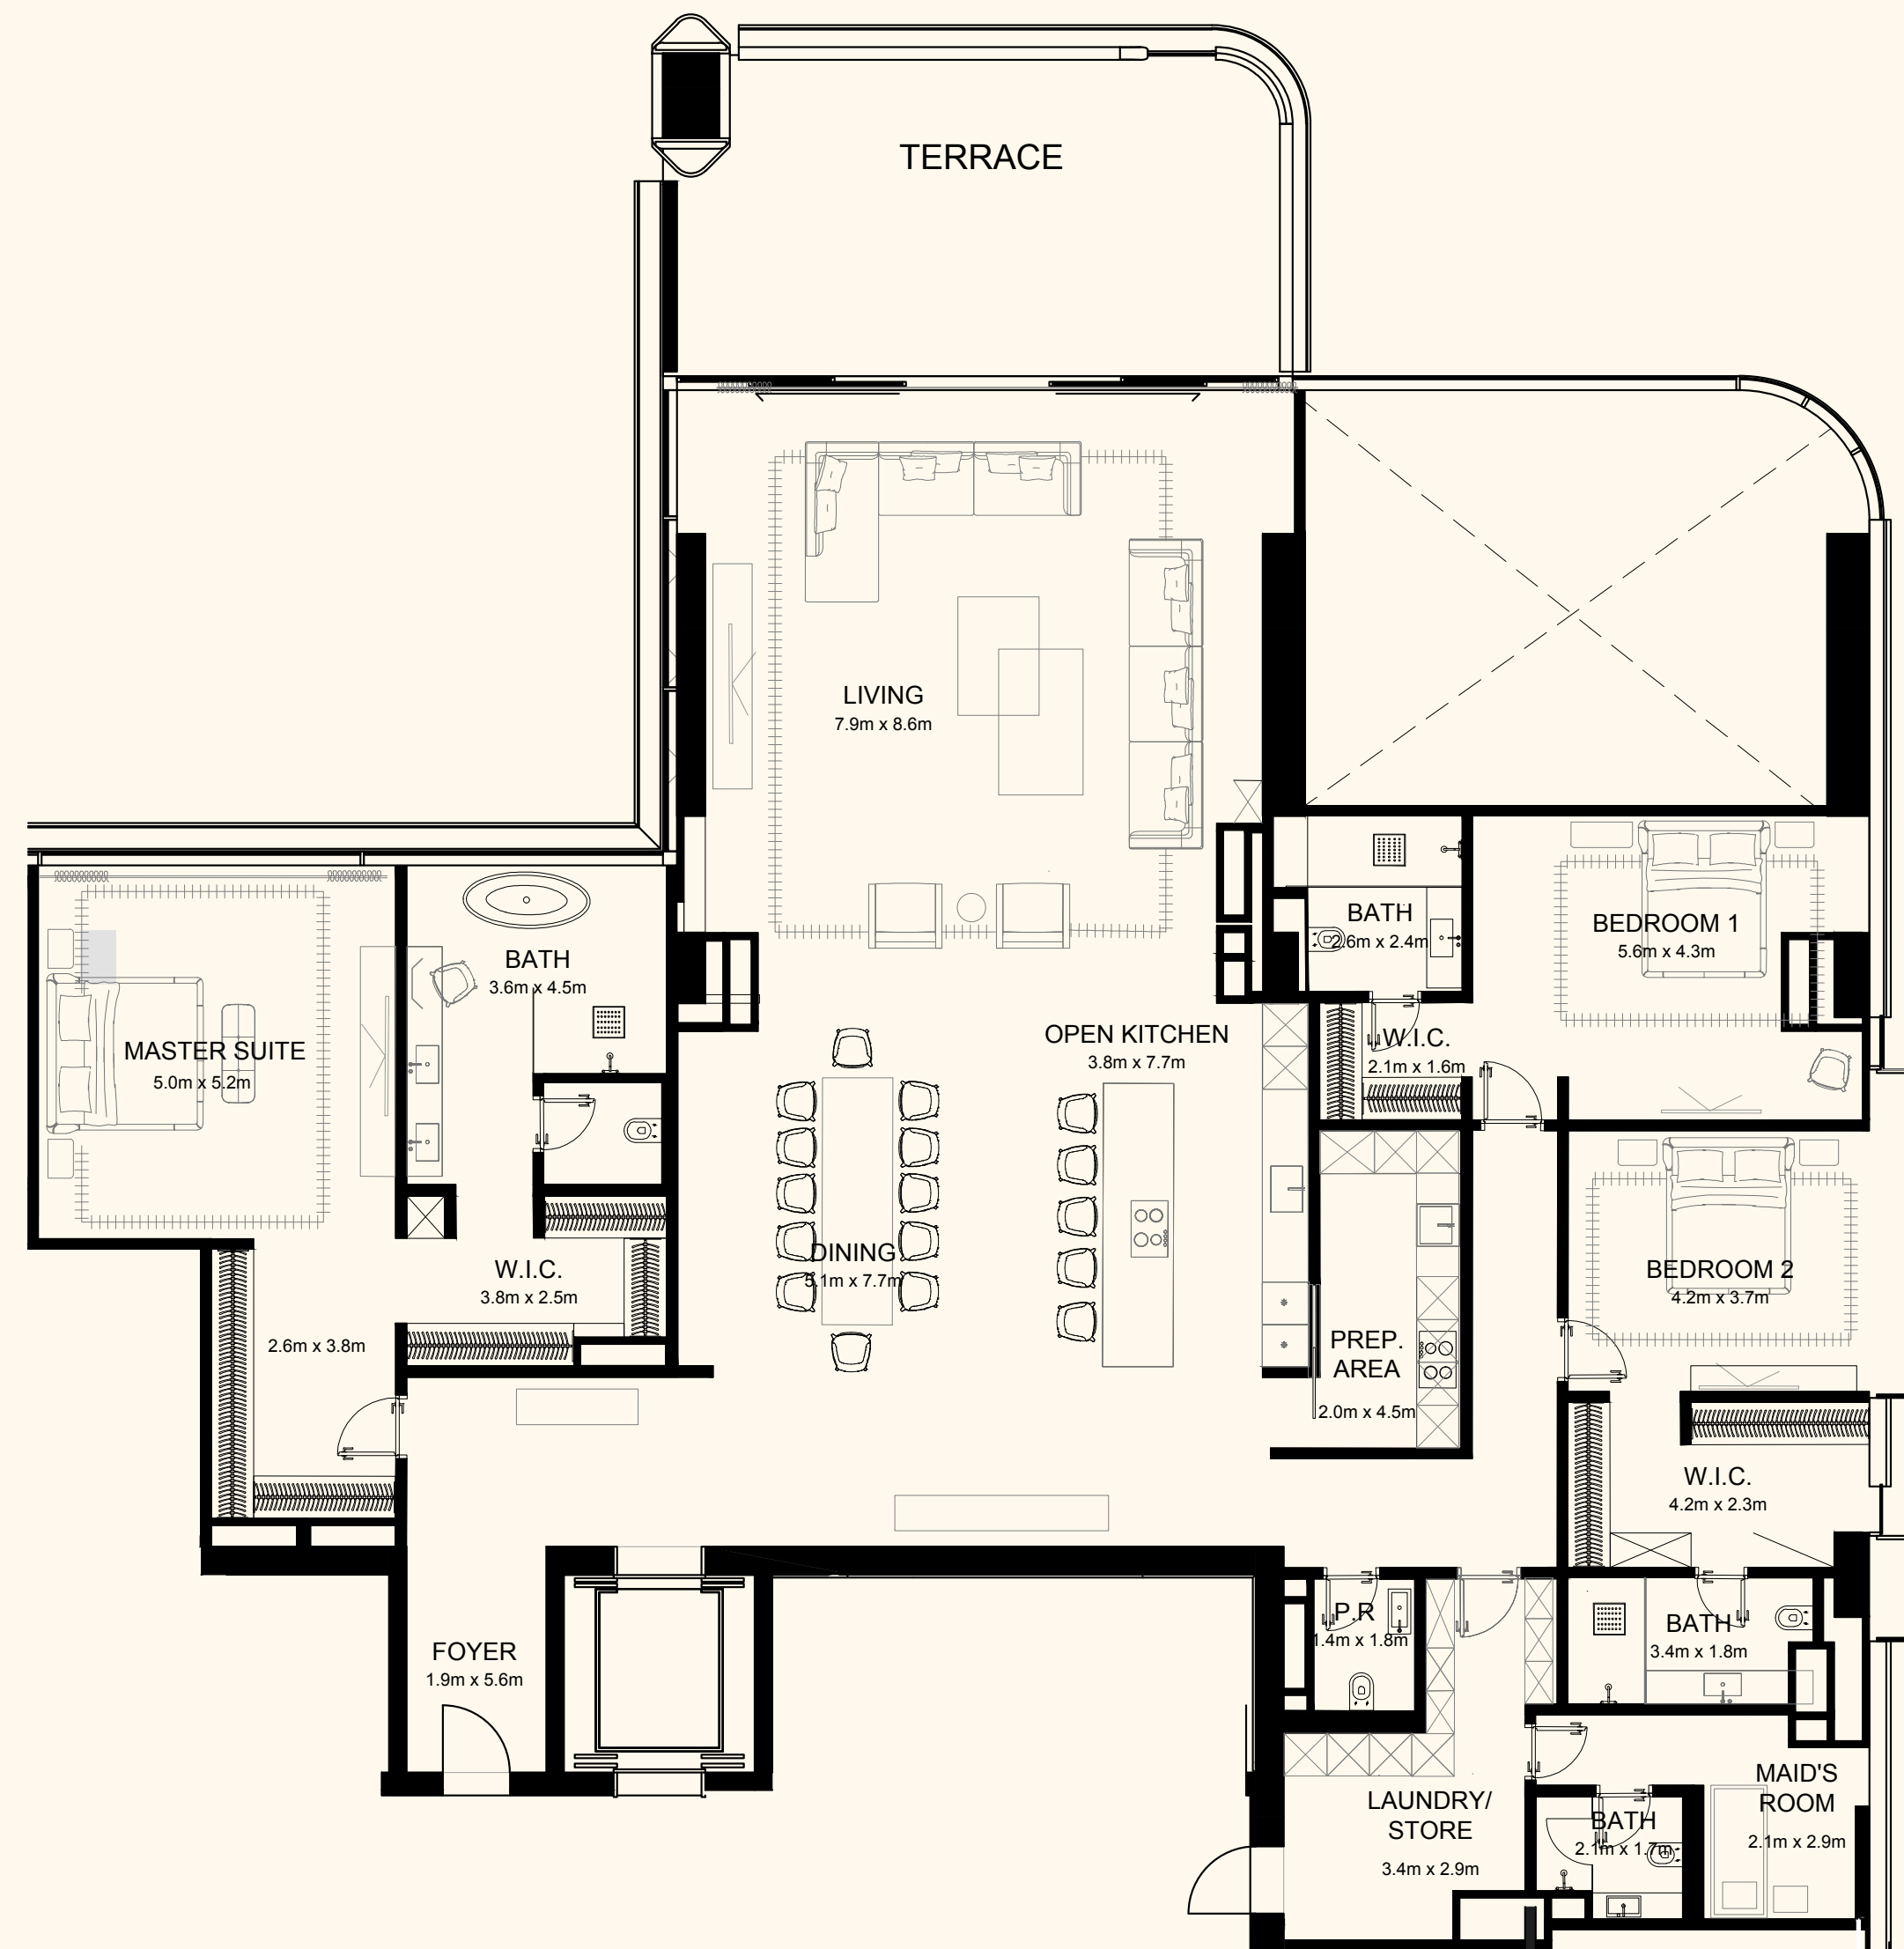 TERRACE
LIVING
7.9m x 8.6m
BATH
2.6m x 2.4m
BEDROOM 1
5.6m x 4.3m
BATH
3.6m x 4.5m
MASTER SUITE
5.0m x 5.2m
OPEN KITCHEN
3.8m x 7.7m
W.I.C.
2.1m x 1.6m
DINING
5.1m x 7.7m
W.I.C.
3.8m x 2.5m
BEDROOM 2
4.2m x 3.7m
2.6m x 3.8m
PREP.
AREA
2.0m x 4.5m
W.I.C.
4.2m x 2.3m
FOYER
1.9m x 5.6m
P.R
1.4m x 1.8m
BATH
3.4m x 1.8m
LAUNDRY/
STORE
3.4m x 2.9m
BATH
2.1m x 1.7m
MAID'S
ROOM
2.1m x 2.9m